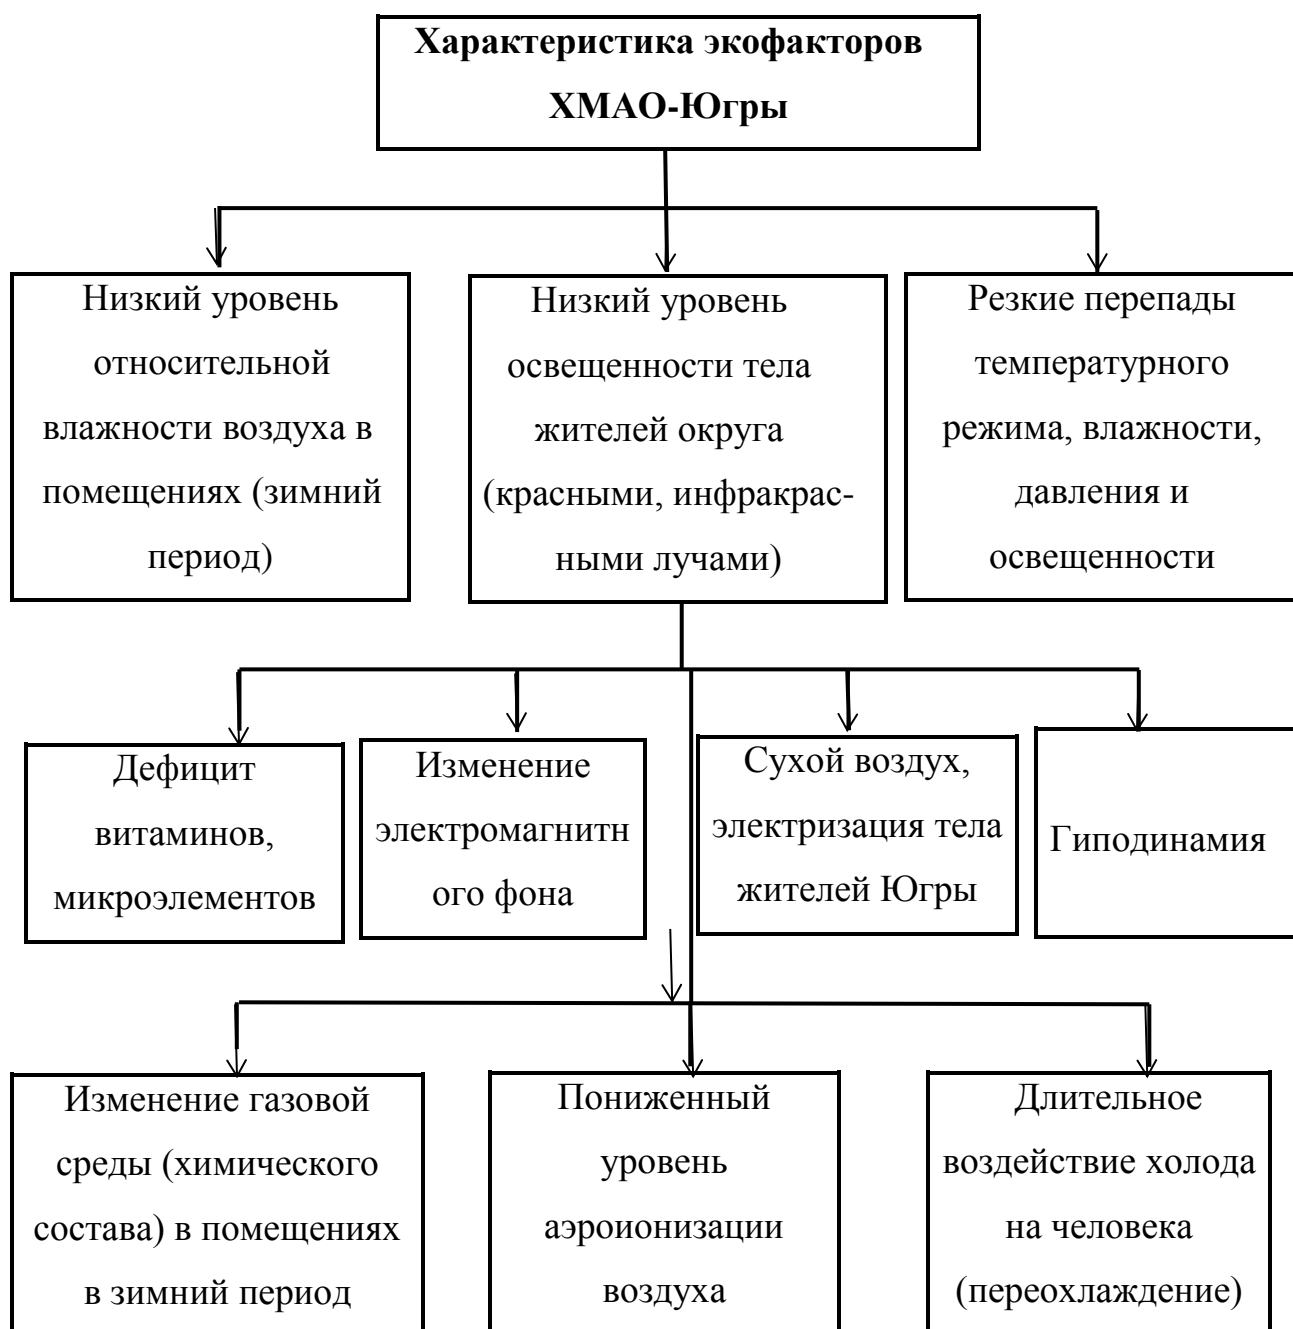 Характеристика экофакторов
ХМАО-Югры
Низкий уровень
относительной
влажности воздуха в
помещениях (зимний
период)
Низкий уровень
освещенности тела
жителей округа
(красными, инфракрас-
ными лучами)
Резкие перепады
температурного
режима, влажности,
давления и
освещенности
Дефицит
витаминов,
микроэлементов
Изменение
электромагнитн
ого фона
Сухой воздух,
электризация тела
жителей Югры
Гиподинамия
Изменение газовой
среды (химического
состава) в помещениях
в зимний период
Пониженный
уровень
аэроионизации
воздуха
Длительное
воздействие холода
на человека
(переохлаждение)